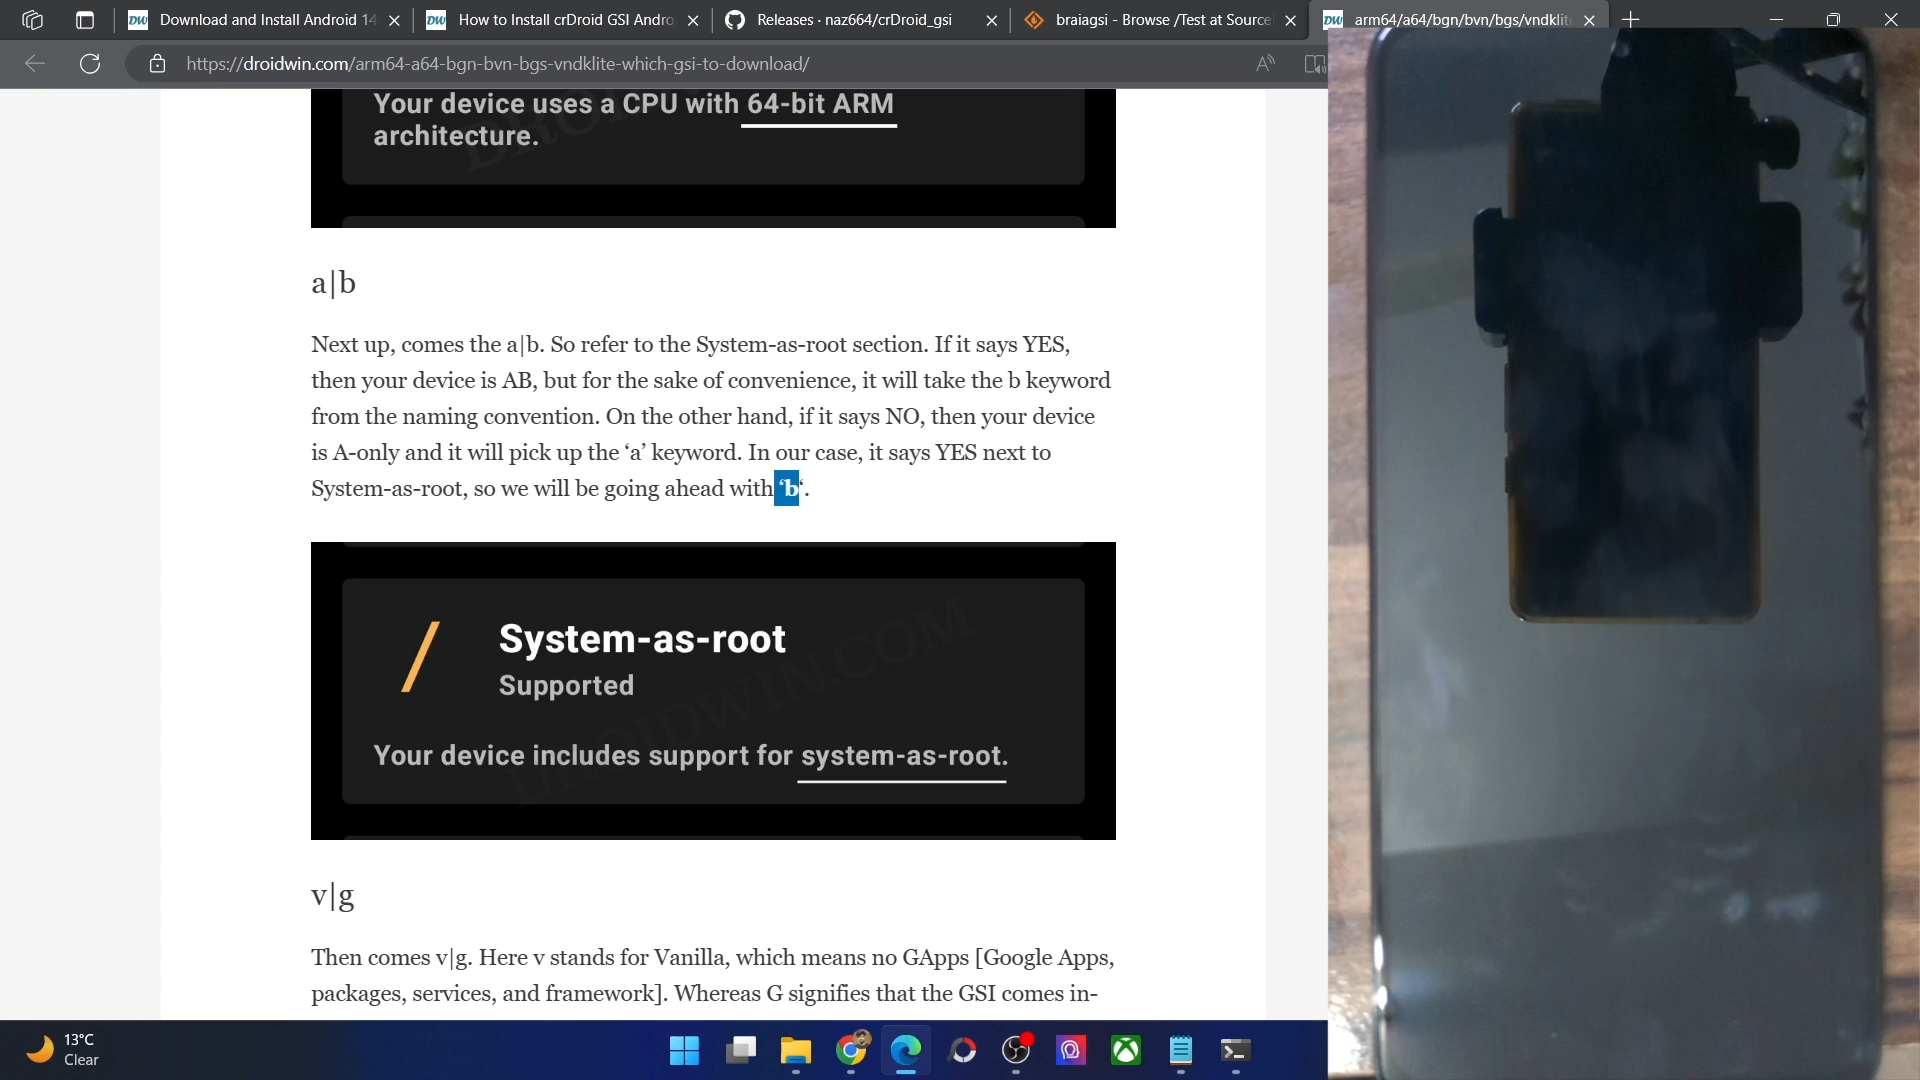 Download and Install Android 14
How to Install crDroid GSI Andro
Releases · naz664/crDroid_gsi
braiagsi - Browse /Test at Source
arm64/a64/bgn/bvn/bgs/vndklit
https://droidwin.com/arm64-a64-bgn-bvn-bgs-vndklite-which-gsi-to-download/
Your device uses a CPU with 64-bit ARM
architecture.
a|b
Next up, comes the a|b. So refer to the System-as-root section. If it says YES,
then your device is AB, but for the sake of convenience, it will take the b keyword
from the naming convention. On the other hand, if it says NO, then your device
is A-only and it will pick up the ‘a’ keyword. In our case, it says YES next to
System-as-root, so we will be going ahead with ‘b‘.
System-as-root
Supported
Your device includes support for system-as-root.
DROIDWIN.COM
v|g
Then comes v|g. Here v stands for Vanilla, which means no GApps [Google Apps,
packages, services, and framework]. Whereas G signifies that the GSI comes in-
13°C
Clear